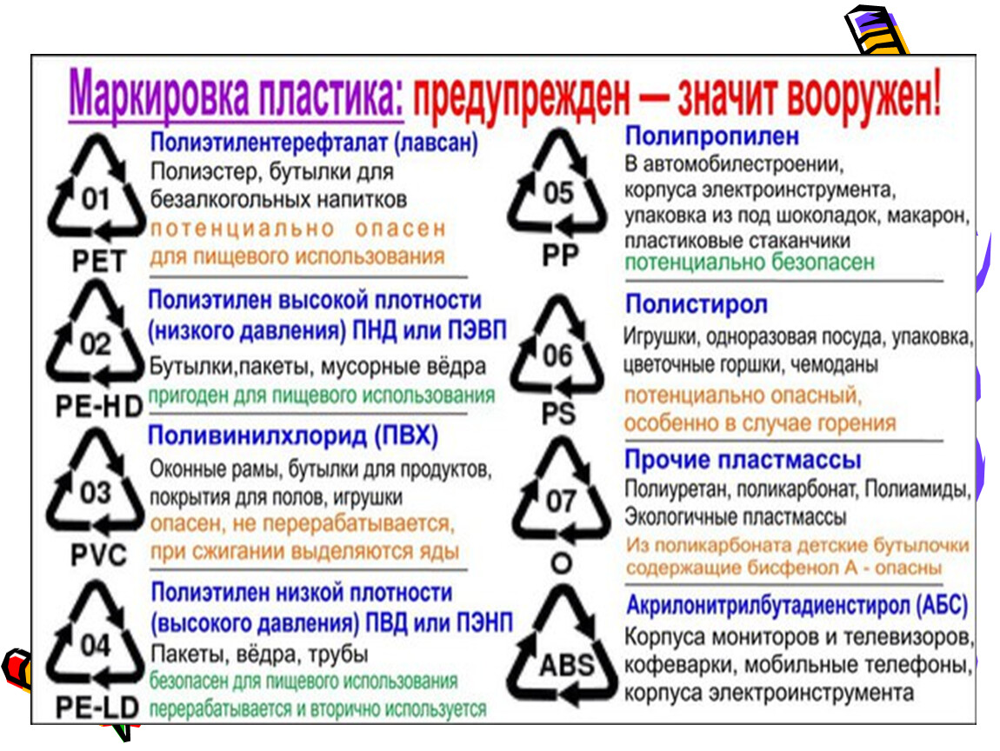 Маркировка пластика: предупрежден — значит вооружен!
01
PET
Полиэтилентерефталат (лавсан)
Полиэстер, бутылки для
безалкогольных напитков
потенциально опасен
для пищевого использования
02
PE-HD
Полиэтилен высокой плотности
(низкого давления) ПНД или ПЭВП
Бутылки,пакеты, мусорные вёдра
пригоден для пищевого использования
03
PVC
Поливинилхлорид (ПВХ)
Оконные рамы, бутылки для продуктов,
покрытия для полов, игрушки
опасен, не перерабатывается,
при сжигании выделяются яды
04
PE-LD
Полиэтилен низкой плотности
(высокого давления) ПВД или ПЭНП
Пакеты, вёдра, трубы
безопасен для пищевого использования
перерабатывается и вторично используется
05
PP
Полипропилен
В автомобилестроении,
корпуса электроинструмента,
упаковка из под шоколадок, макарон,
пластиковые стаканчики
потенциально безопасен
06
PS
Полистирол
Игрушки, одноразовая посуда, упаковка,
цветочные горшки, чемоданы
потенциально опасный,
особенно в случае горения
07
O
Прочие пластмассы
Полиуретан, поликарбонат, Полиамиды,
Экологичные пластмассы
Из поликарбоната детские бутылочки
содержащие бисфенол А - опасны
ABS
Акрилонитрилбутадиенстирол (АБС)
Корпуса мониторов и телевизоров,
кофеварки, мобильные телефоны,
корпуса электроинструмента